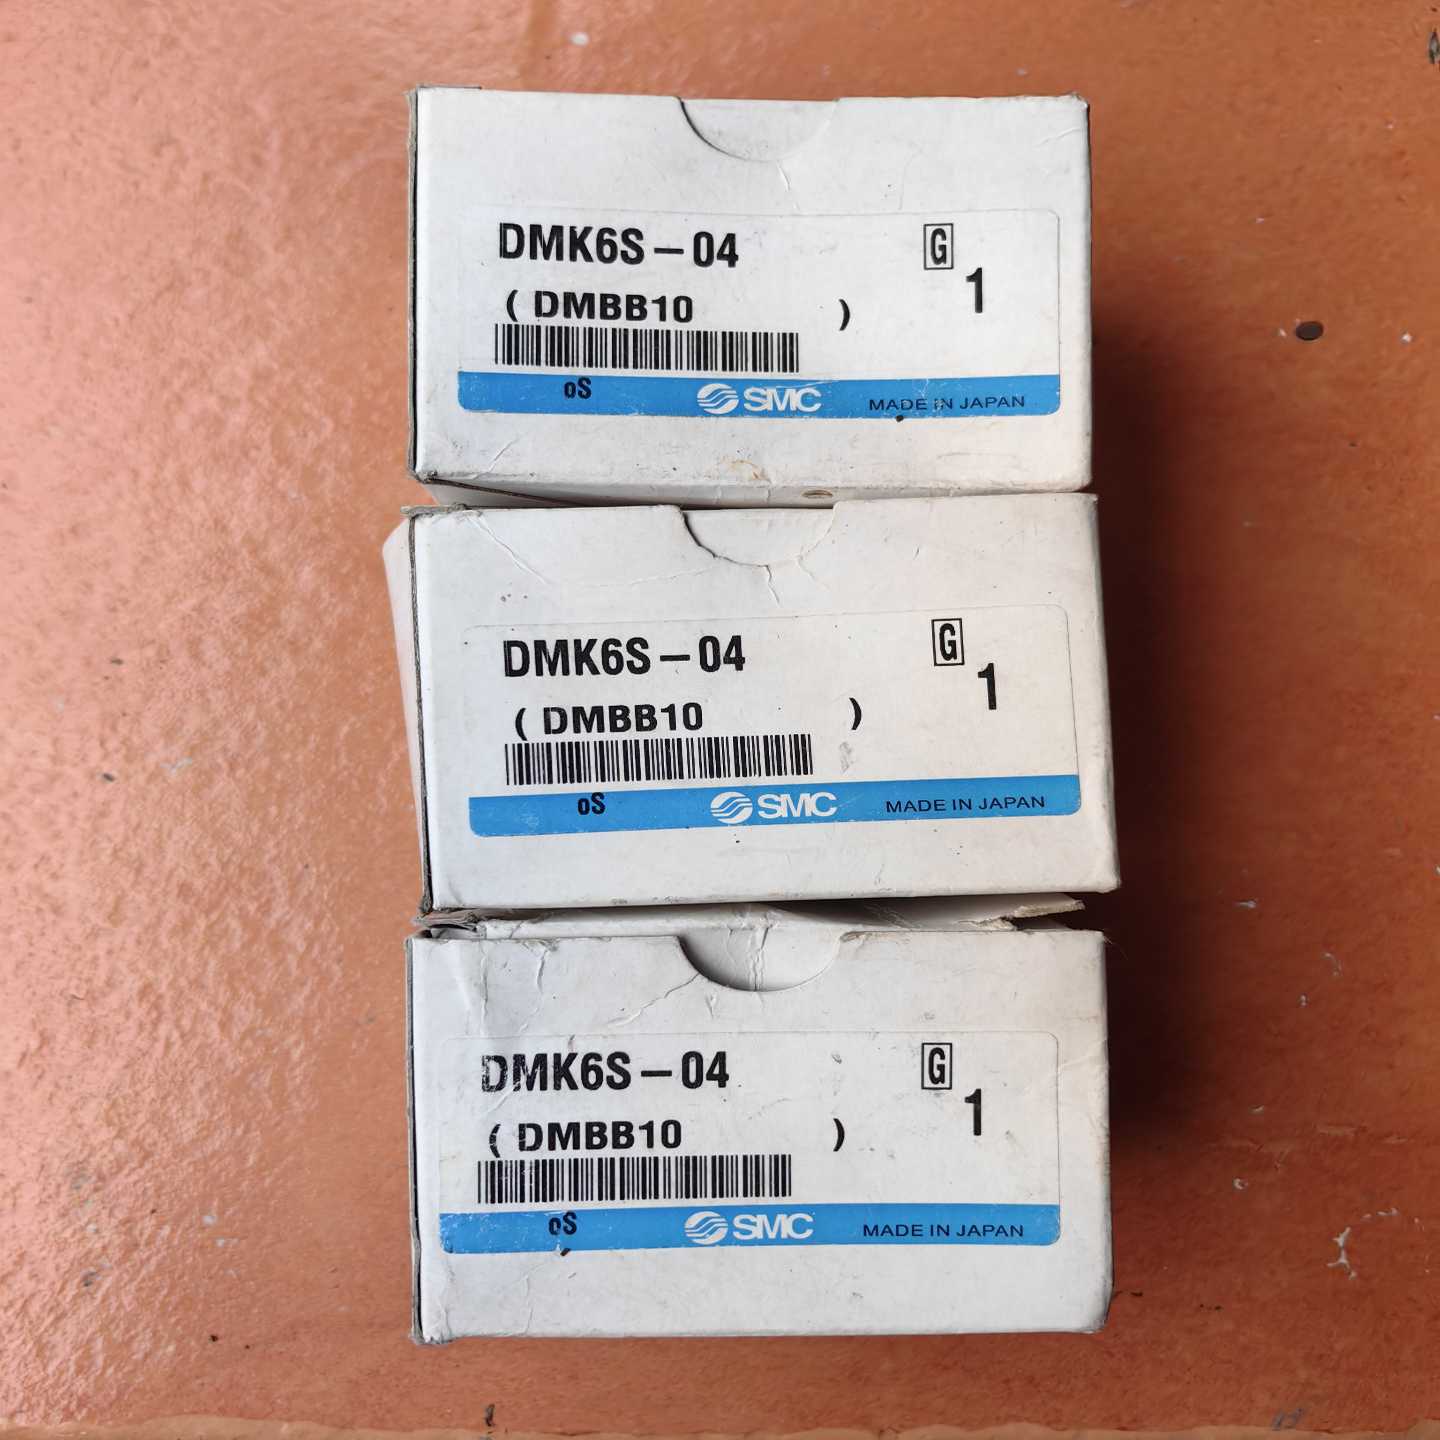 DMK6S-04 G
1
( DMBB10 )
oS SMC MADE IN JAPAN
DMK6S-04 G
1
( DMBB10 )
oS SMC MADE IN JAPAN
DMK6S-04 G
1
( DMBB10 )
oS SMC MADE IN JAPAN